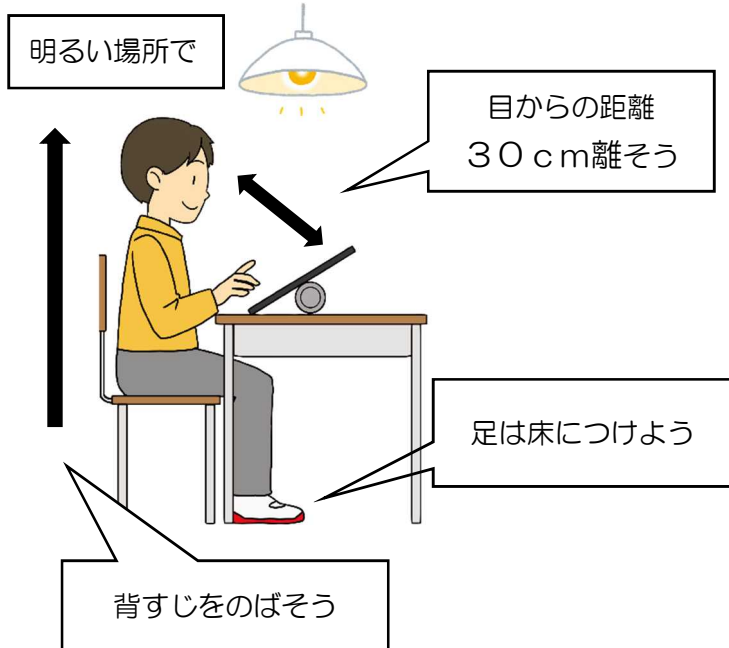 明るい場所で
目からの距離
３０ｃｍ離そう
足は床につけよう
背すじをのばそう